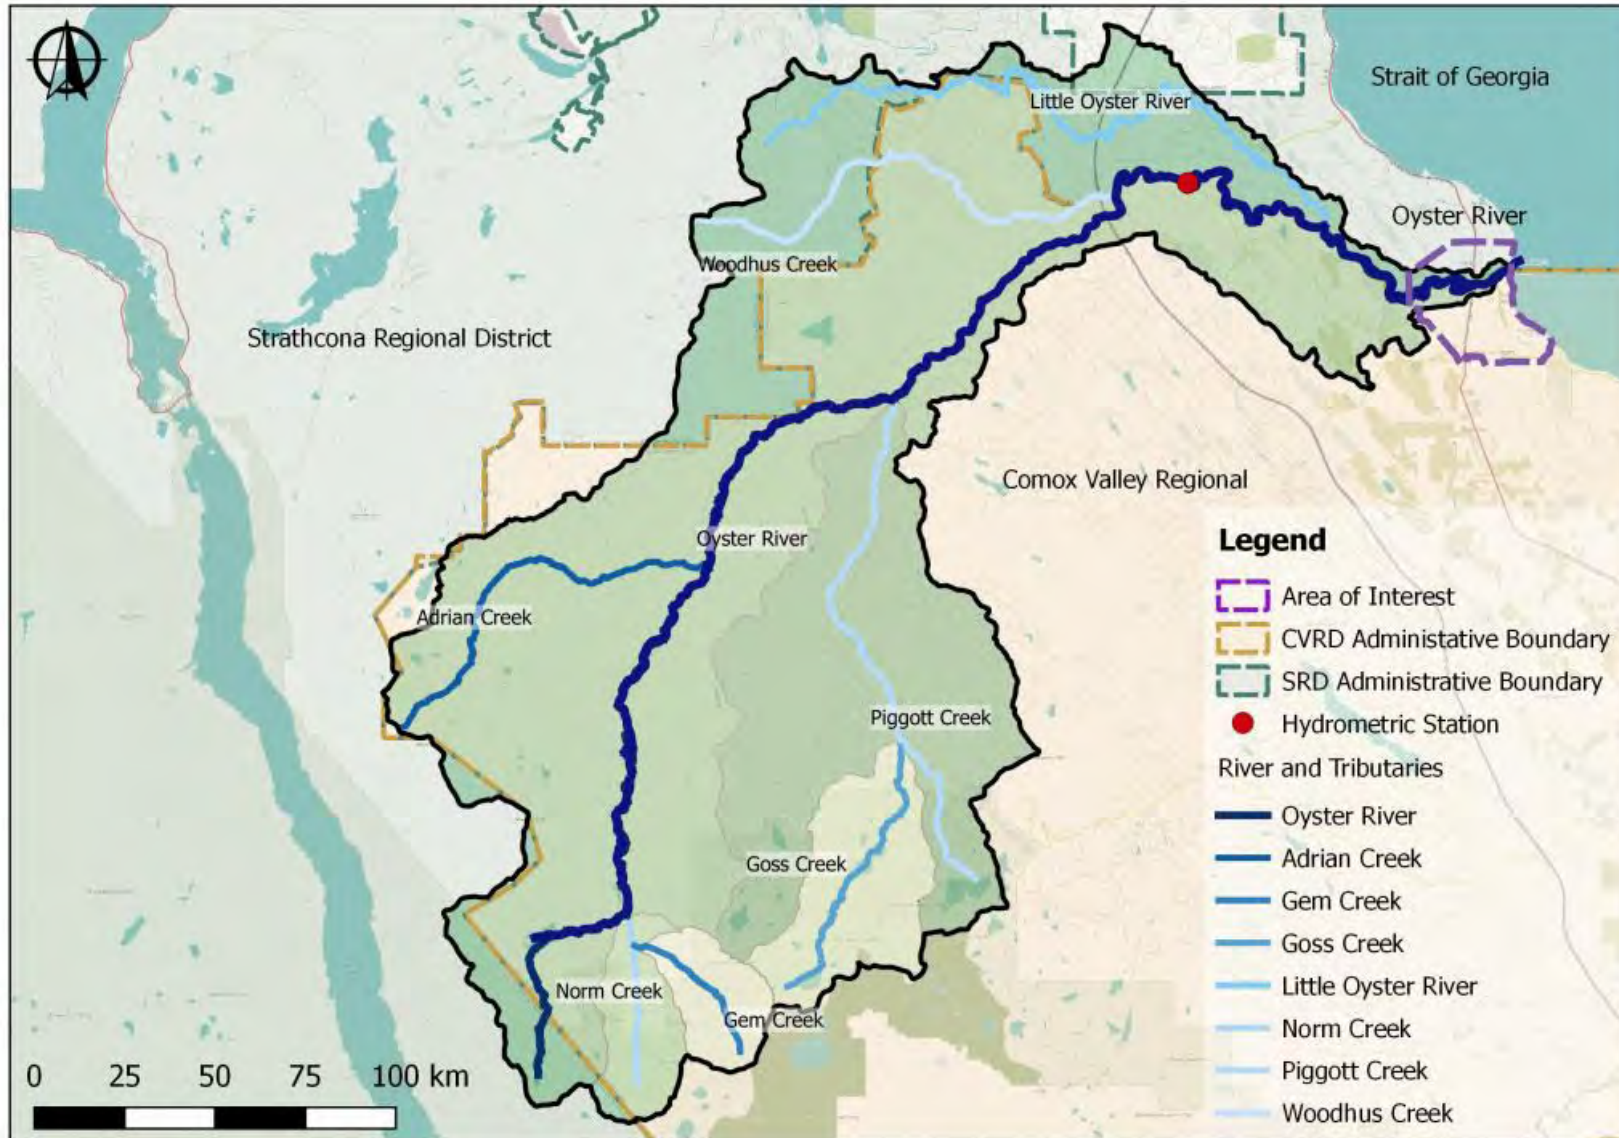 Strait of Georgia
Little Oyster River
Oyster River
Woodhus Creek
Strathcona Regional District
Comox Valley Regional
Oyster River
Adrian Creek
Piggott Creek
Goss Creek
Norm Creek
Gem Creek
0 25 50 75 100 km
Legend
Area of Interest
CVRD Administative Boundary
SRD Administrative Boundary
Hydrometric Station
River and Tributaries
Oyster River
Adrian Creek
Gem Creek
Goss Creek
Little Oyster River
Norm Creek
Piggott Creek
Woodhus Creek